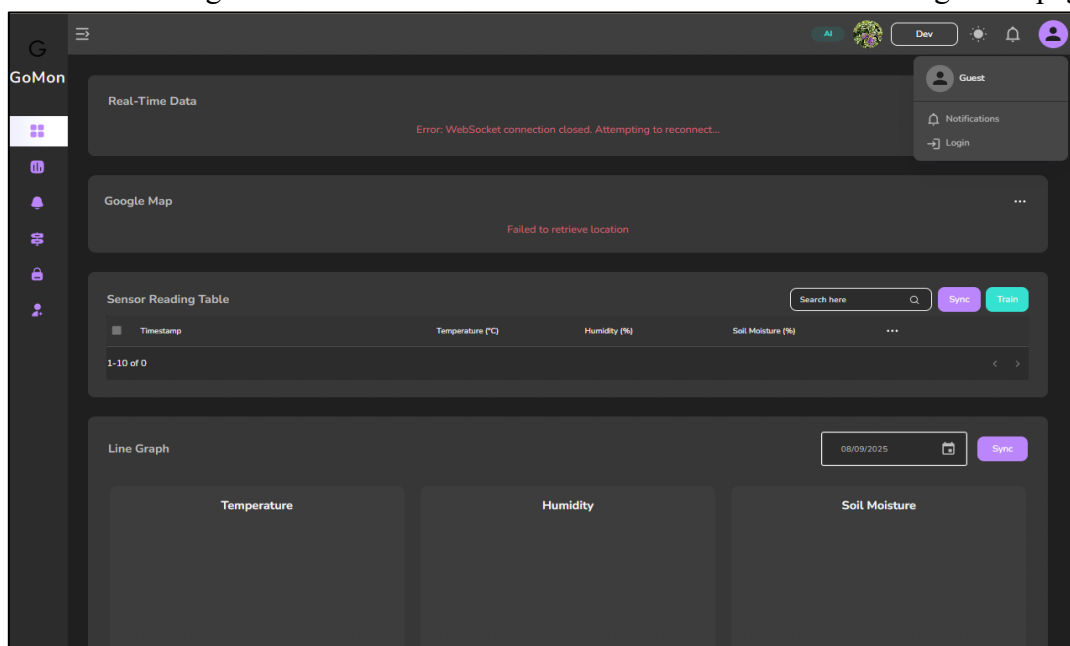 G
GoMon
AI
Dev
Guest
Notifications
Login
Real-Time Data
Error: WebSocket connection closed. Attempting to reconnect...
Google Map
...
Failed to retrieve location
Sensor Reading Table
Search here
Sync
Train
Timestamp
Temperature (°C)
Humidity (%)
Soil Moisture (%)
...
1-10 of 0
Line Graph
08/09/2025
Sync
Temperature
Humidity
Soil Moisture